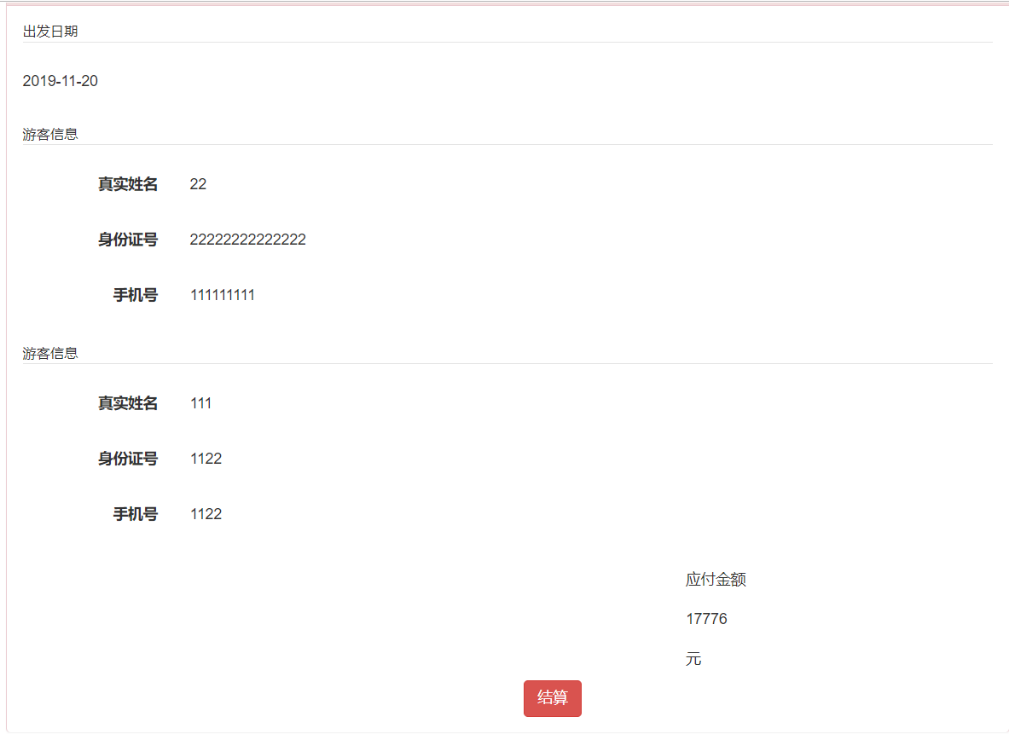 出发日期
2019-11-20
游客信息
真实姓名 22
身份证号 22222222222222
手机号 111111111
游客信息
真实姓名 111
身份证号 1122
手机号 1122
应付金额
17776
元
结算